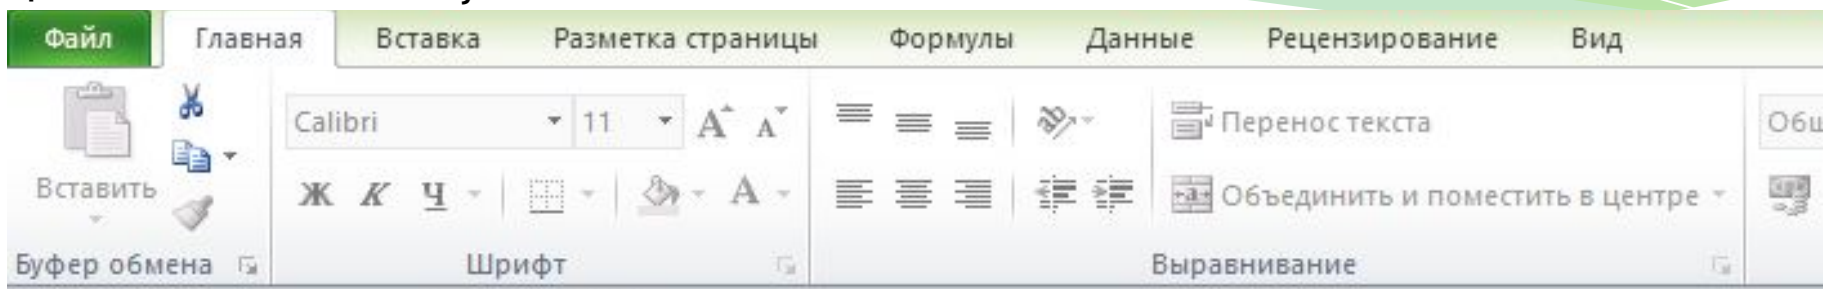 Файл Главная Вставка Разметка страницы Формулы Данные Рецензирование Вид
Calibri 11 А А Перенос текста
Вставить Ж К Ч А Объединить и поместить в центре
Буфер обмена Шрифт Выравнивание